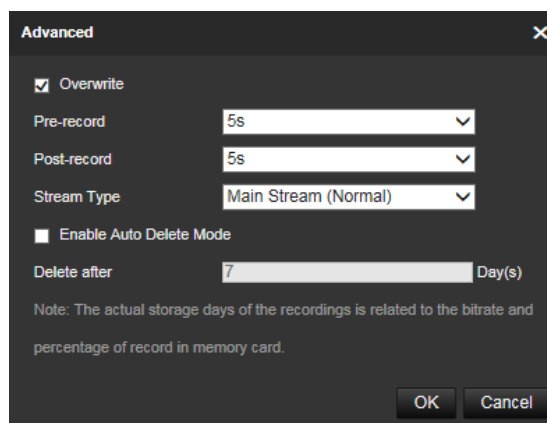 Advanced
Overwrite
Pre-record 5s
Post-record 5s
Stream Type Main Stream (Normal)
Enable Auto Delete Mode
Delete after 7 Day(s)
Note: The actual storage days of the recordings is related to the bitrate and
percentage of record in memory card.
OK Cancel